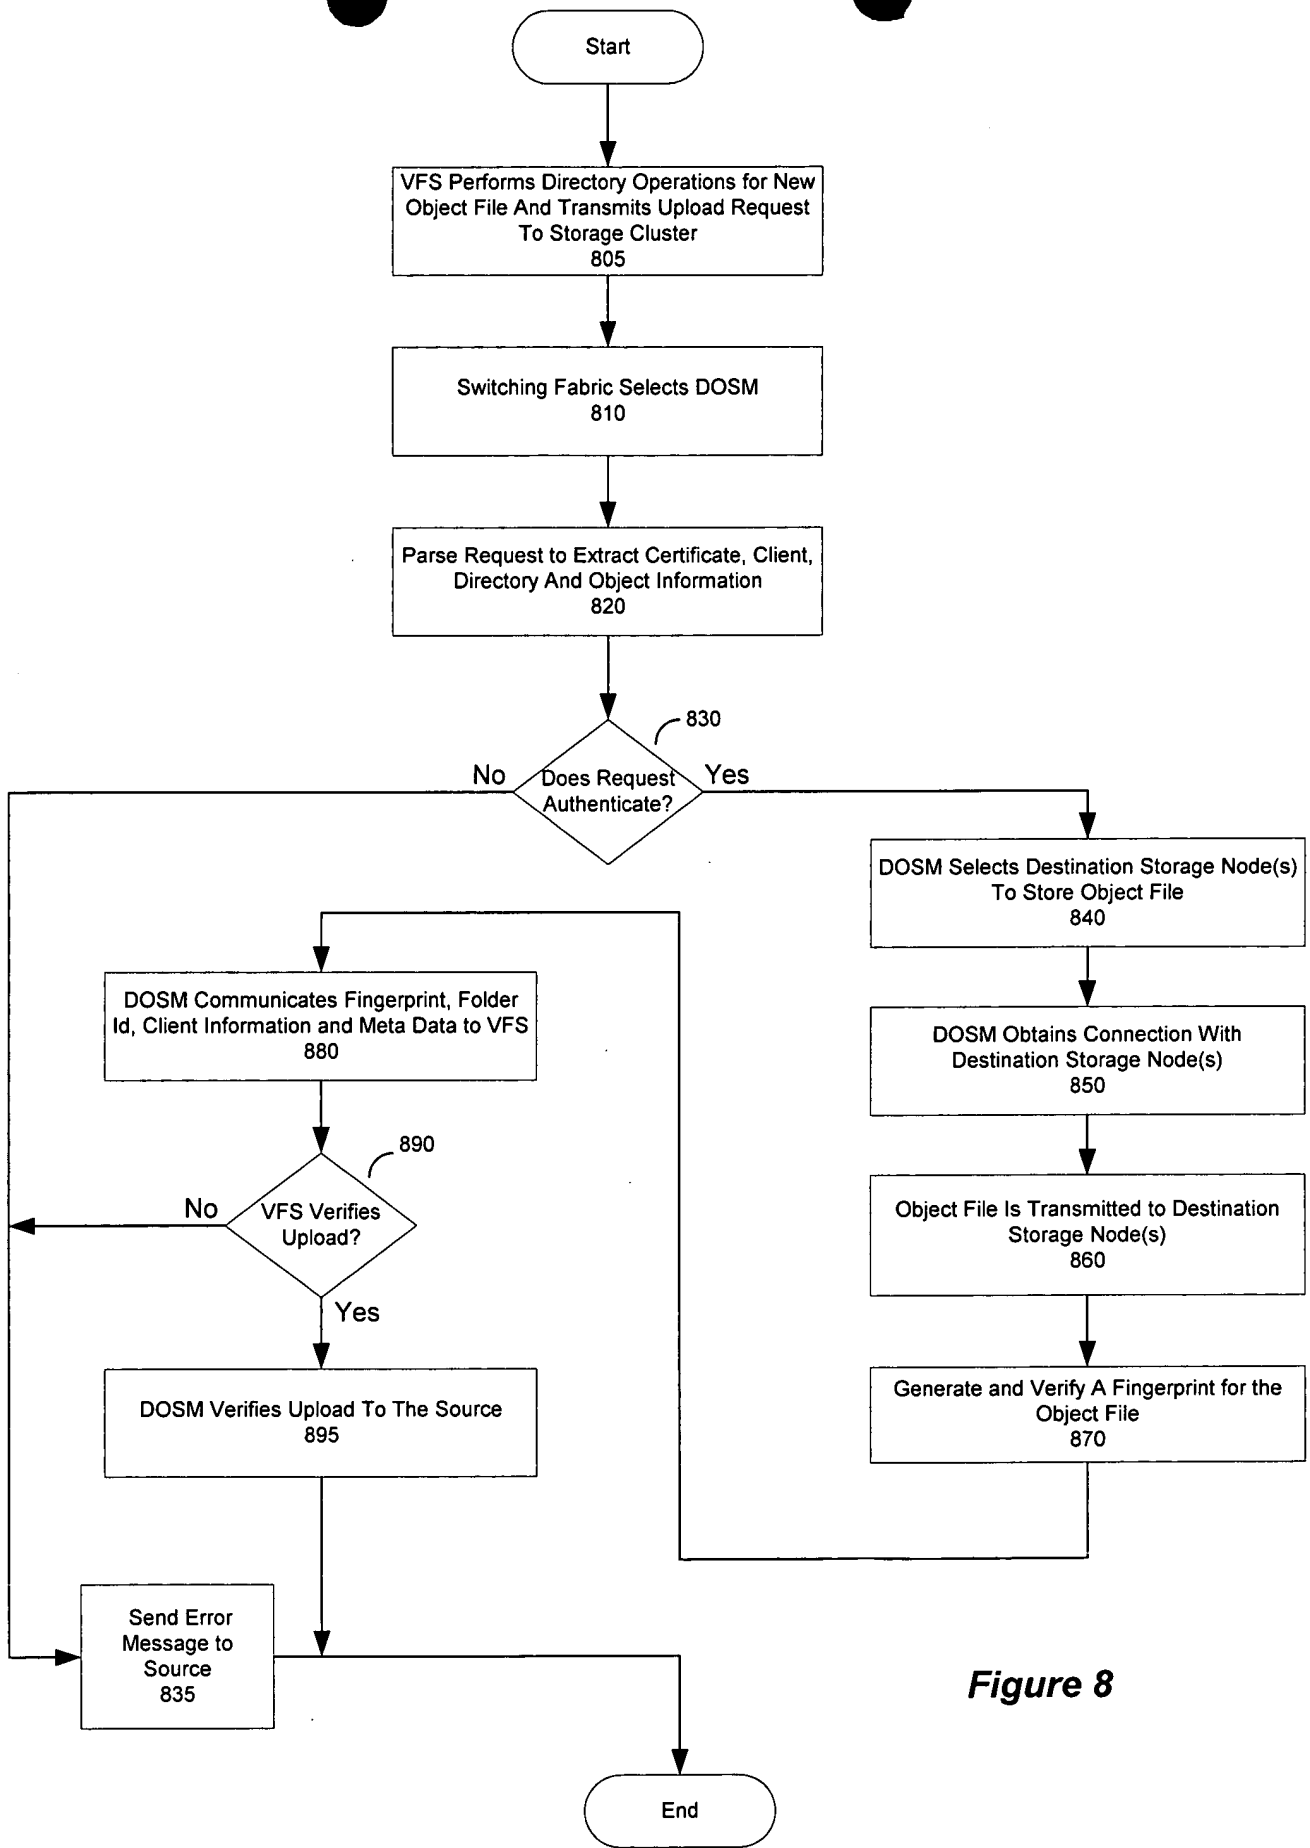 Start
VFS Performs Directory Operations for New
Object File And Transmits Upload Request
To Storage Cluster
805
Switching Fabric Selects DOSM
810
Parse Request to Extract Certificate, Client,
Directory And Object Information
820
830
No
Does Request
Authenticate?
Yes
DOSM Selects Destination Storage Node(s)
To Store Object File
840
DOSM Obtains Connection With
Destination Storage Node(s)
850
Object File Is Transmitted to Destination
Storage Node(s)
860
Generate and Verify A Fingerprint for the
Object File
870
DOSM Communicates Fingerprint, Folder
Id, Client Information and Meta Data to VFS
880
890
No
VFS Verifies
Upload?
Yes
DOSM Verifies Upload To The Source
895
Send Error
Message to
Source
835
Figure 8
End